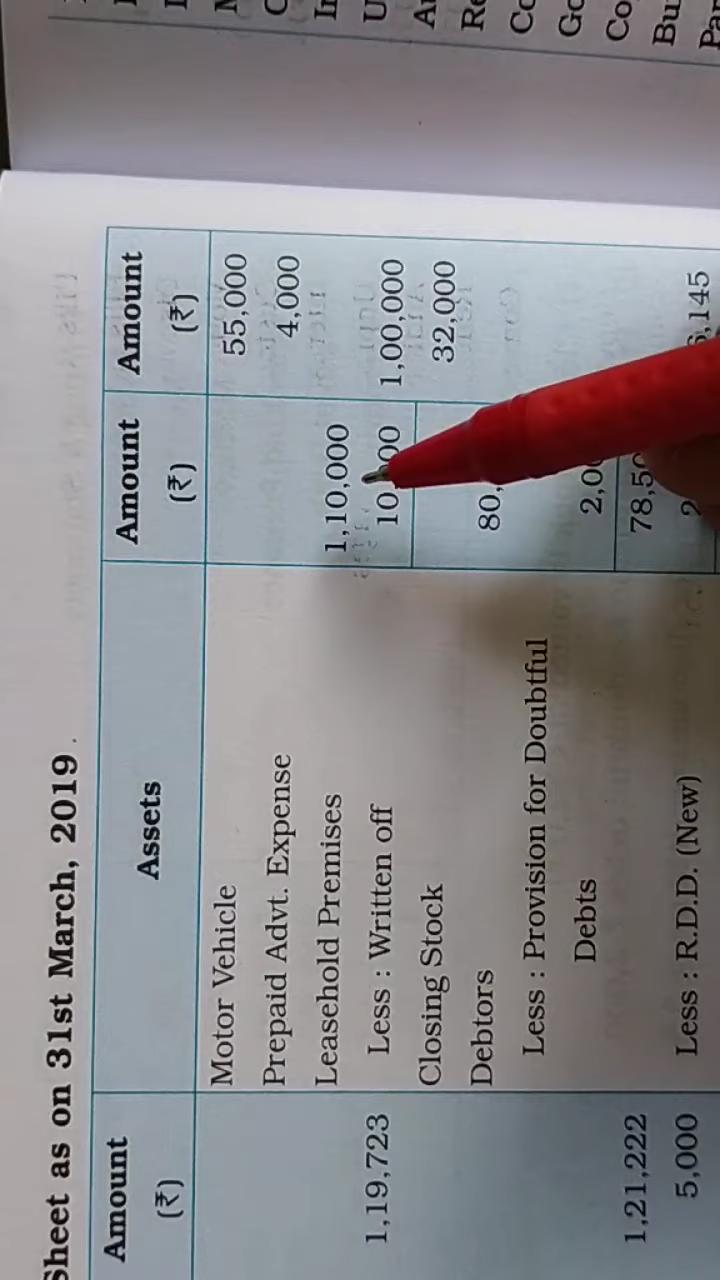 Sheet as on 31st March, 2019
Amount (₹) Assets Amount (₹) Amount (₹)
Motor Vehicle 55,000
Prepaid Advt. Expense 4,000
Leasehold Premises 1,10,000
1,19,723 Less : Written off 1,00,000
Closing Stock 32,000
Debtors
Less : Provision for Doubtful
Debts
1,21,222
5,000 Less : R.D.D. (New)